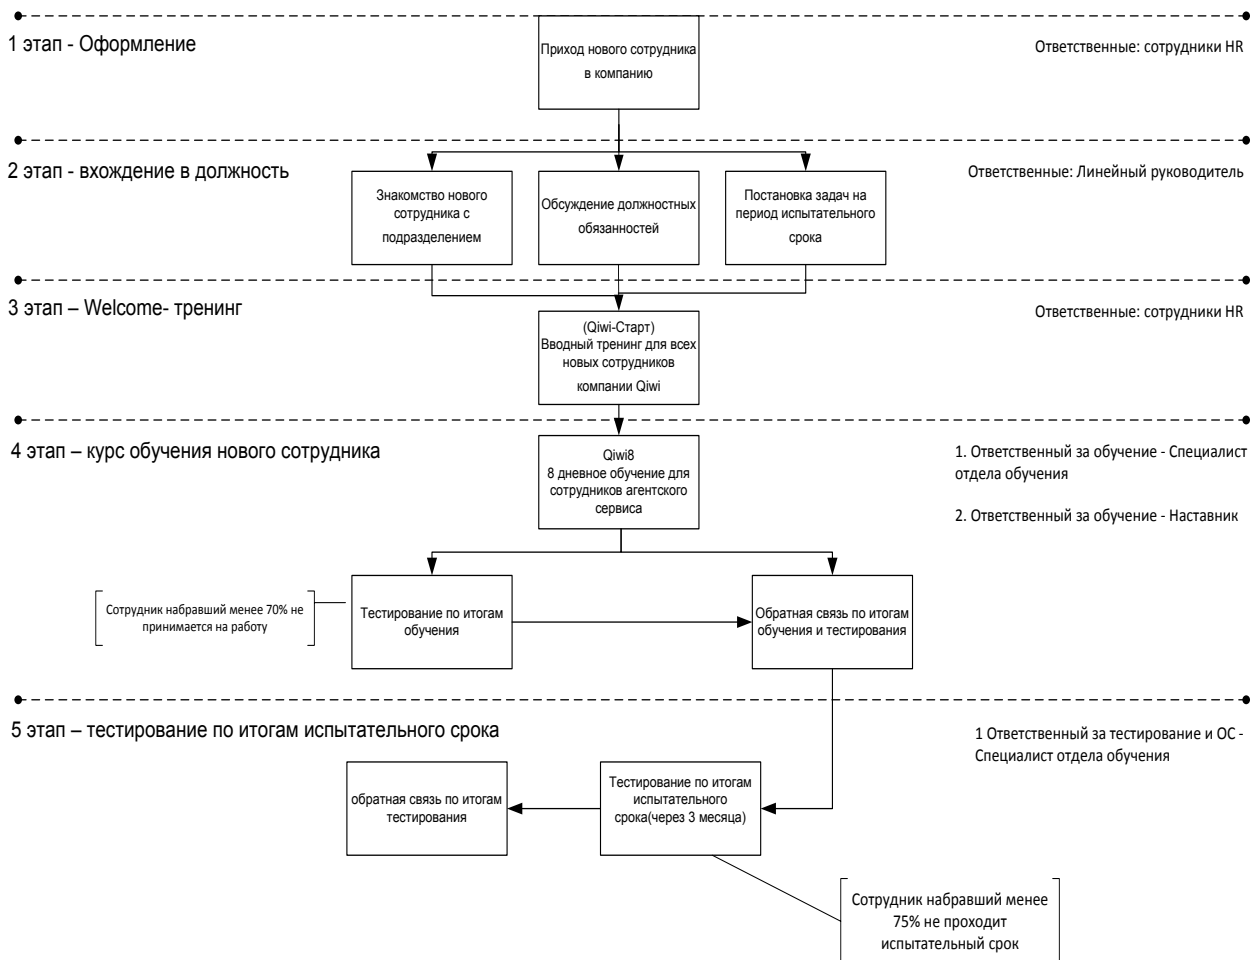 1 этап - Оформление
Приход нового сотрудника
в компанию
Ответственные: сотрудники HR
2 этап - вхождение в должность
Ответственные: Линейный руководитель
Знакомство нового
сотрудника с
подразделением
Обсуждение должностных
обязанностей
Постановка задач на
период испытательного
срока
3 этап – Welcome- тренинг
Ответственные: сотрудники HR
(Qiwi-Старт)
Вводный тренинг для всех
новых сотрудников
компании Qiwi
4 этап – курс обучения нового сотрудника
Qiwi8
8 дневное обучение для
сотрудников агентского
сервиса
1. Ответственный за обучение - Специалист
отдела обучения
2. Ответственный за обучение - Наставник
Сотрудник набравший менее 70% не
принимается на работу
Тестирование по итогам
обучения
Обратная связь по итогам
обучения и тестирования
5 этап – тестирование по итогам испытательного срока
1 Ответственный за тестирование и ОС -
Специалист отдела обучения
обратная связь по итогам
тестирования
Тестирование по итогам
испытательного
срока(через 3 месяца)
Сотрудник набравший менее
75% не проходит
испытательный срок